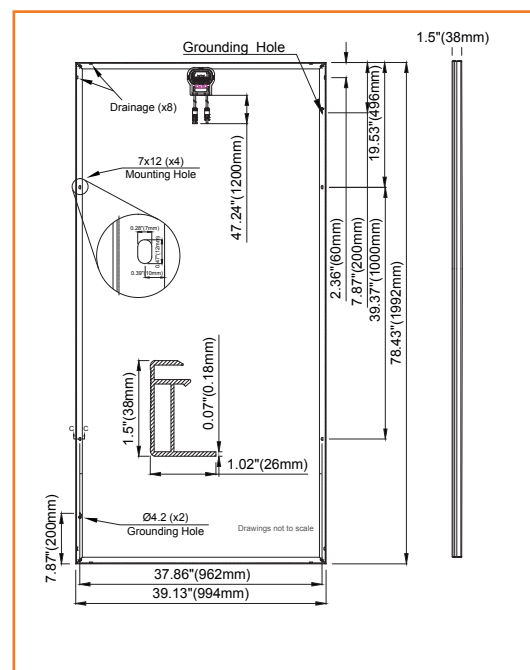 1.5"(38mm)
Grounding Hole
Drainage (x8)
7x12 (x4)
Mounting Hole
0.28"(7mm)
0.47"(12mm)
0.39"(10mm)
47.24"(1200mm)
2.36"(60mm)
7.87"(200mm)
19.53"(496mm)
39.37"(1000mm)
78.43"(1992mm)
1.5"(38mm)
0.07"(0.18mm)
1.02"(26mm)
C C
Ø4.2 (x2)
Grounding Hole
Drawings not to scale
7.87"(200mm)
37.86"(962mm)
39.13"(994mm)